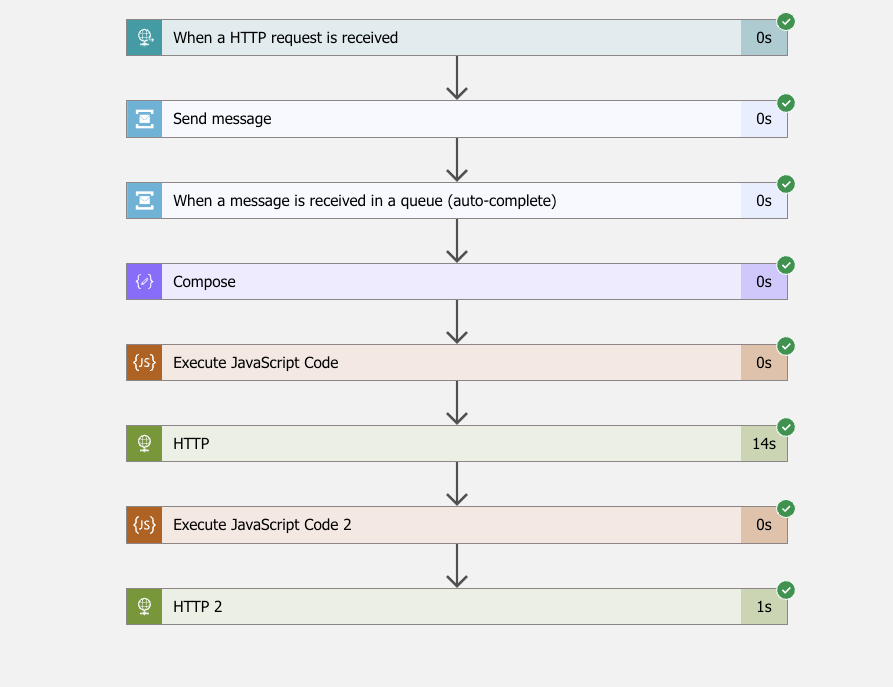 When a HTTP request is received 0s
Send message 0s
When a message is received in a queue (auto-complete) 0s
Compose 0s
{JS} Execute JavaScript Code 0s
HTTP 14s
{JS} Execute JavaScript Code 2 0s
HTTP 2 1s